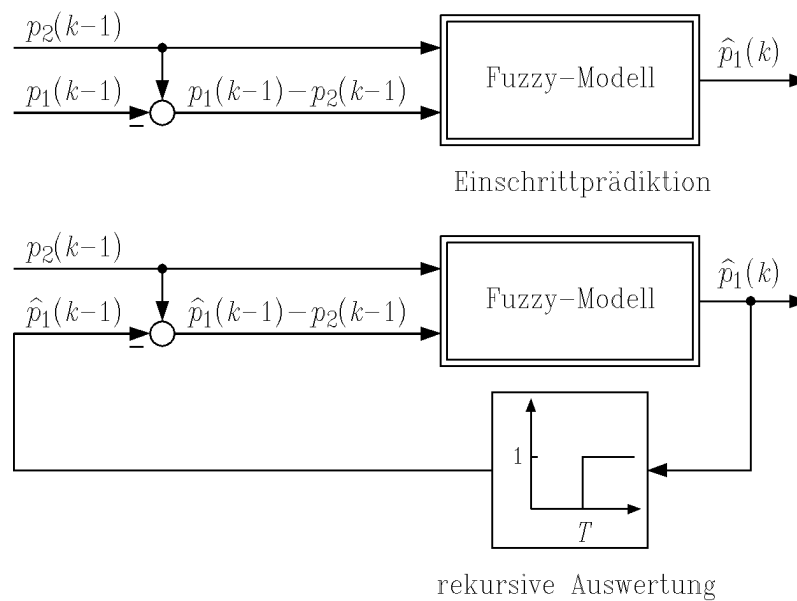 p₂(k−1)
p₁(k−1)
−
p₁(k−1)−p₂(k−1)
Fuzzy-Modell
p̂₁(k)
Einschrittprädiktion
p₂(k−1)
p̂₁(k−1)
−
p̂₁(k−1)−p₂(k−1)
Fuzzy-Modell
p̂₁(k)
1
T
rekursive Auswertung